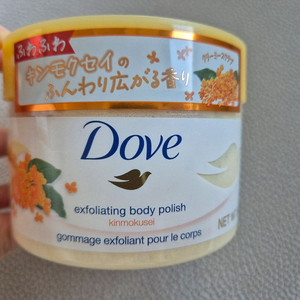 ふわふわ
キンモクセイの
ふんわり広がる香り
クリーミースクラブ
Dove
exfoliating body polish
kinmokusei
gommage exfoliant pour le corps
NET